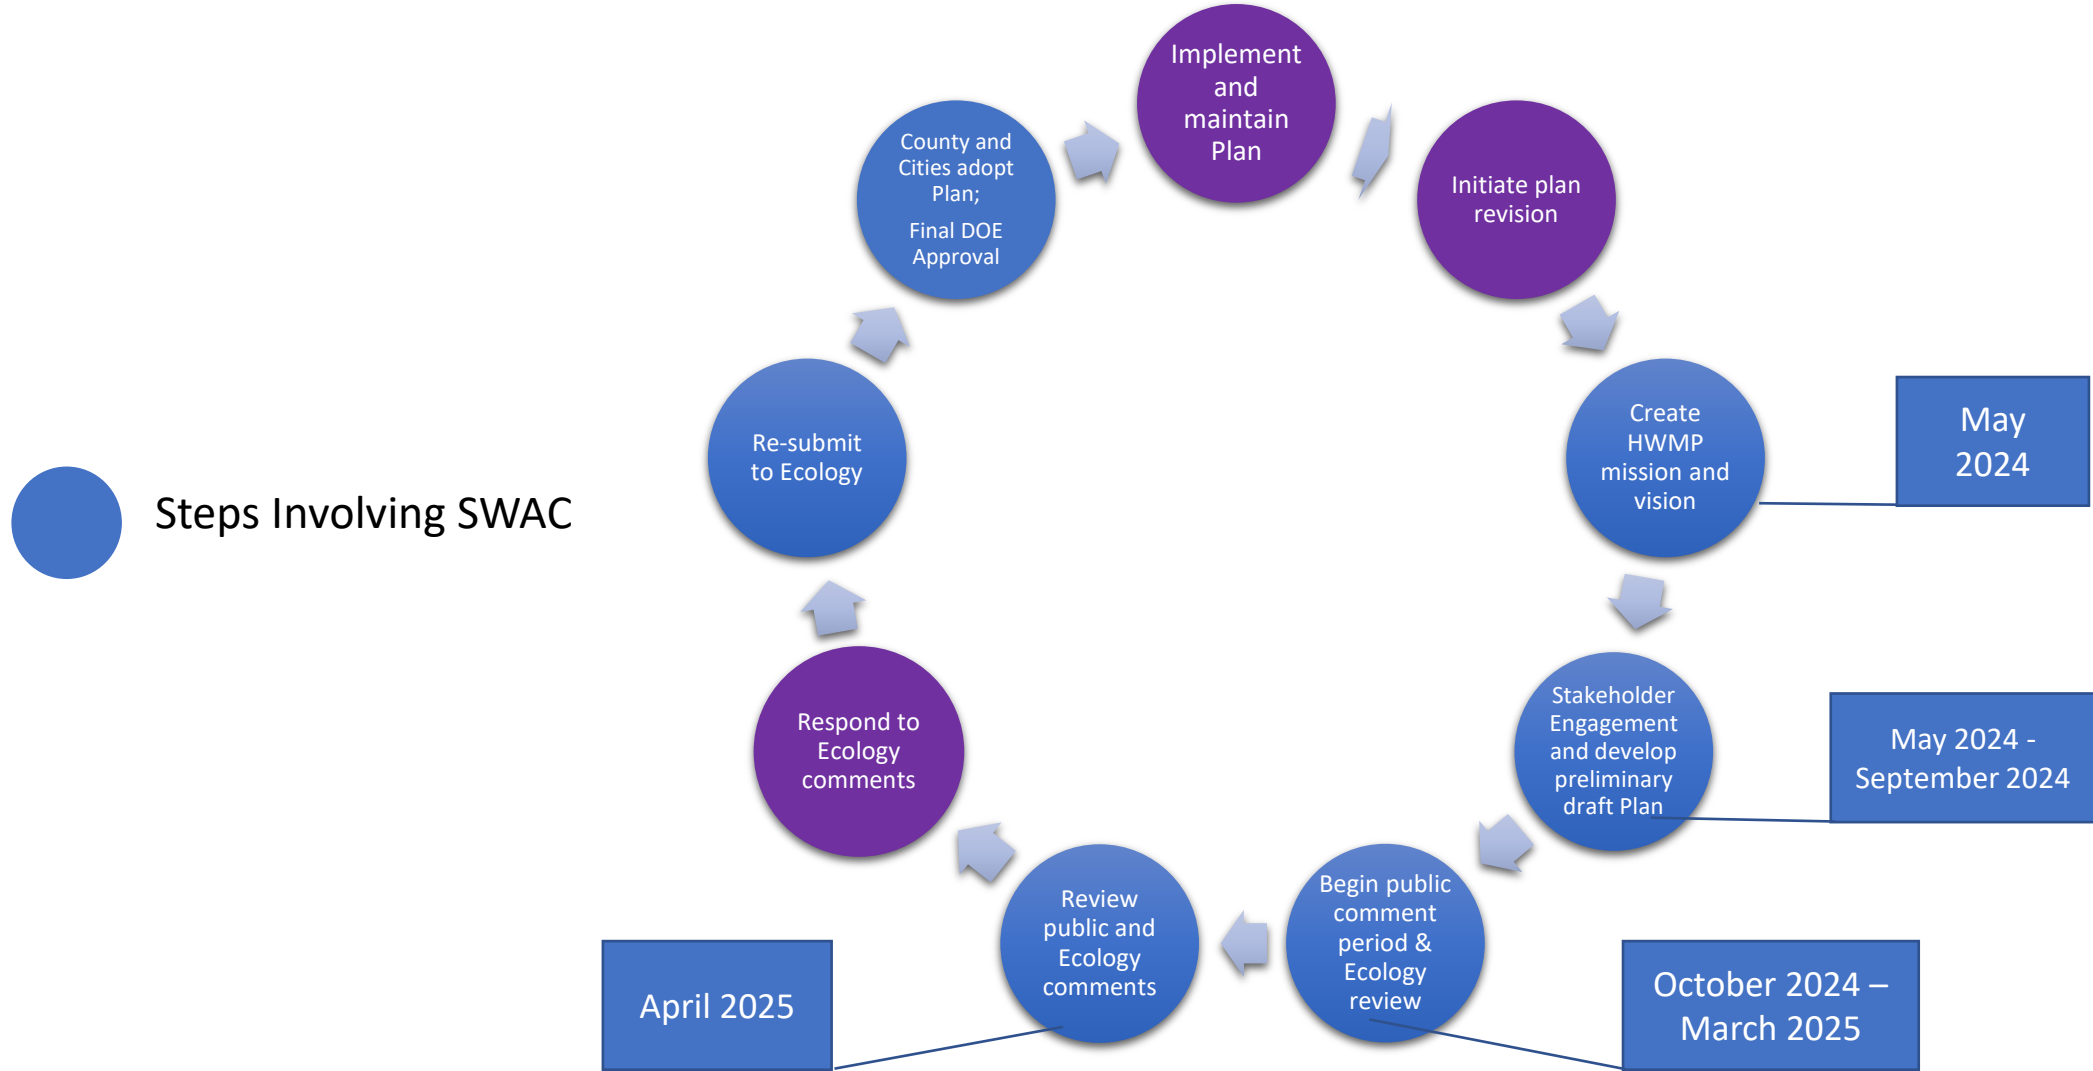 Implement
and
maintain
Plan
Initiate plan
revision
Create
HWMP
mission and
vision
May
2024
Stakeholder
Engagement
and develop
preliminary
draft Plan
May 2024 -
September 2024
Begin public
comment
period &
Ecology
review
October 2024 –
March 2025
Review
public and
Ecology
comments
April 2025
Respond to
Ecology
comments
Re-submit
to Ecology
County and
Cities adopt
Plan;
Final DOE
Approval
Steps Involving SWAC